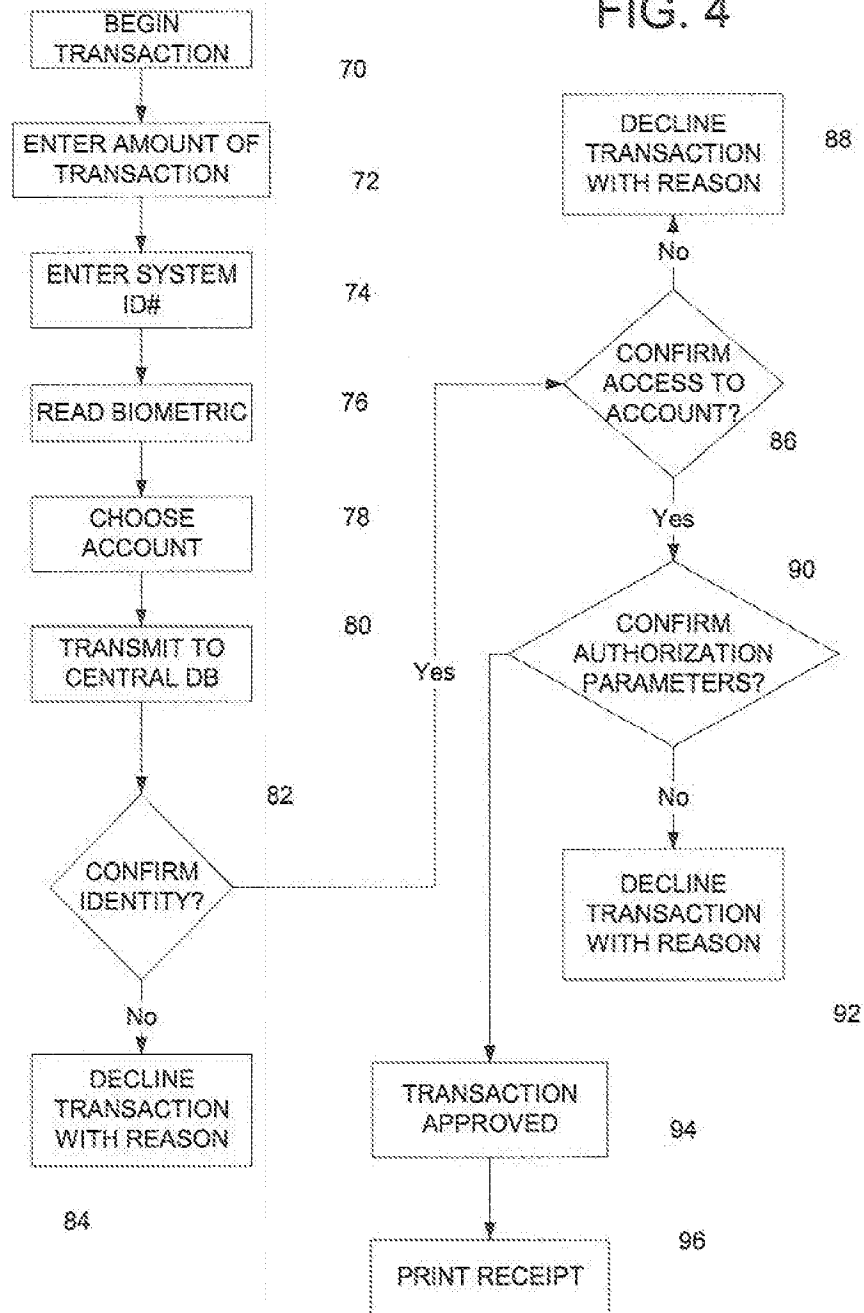 FIG. 4
BEGIN
TRANSACTION
70
ENTER AMOUNT OF
TRANSACTION
72
ENTER SYSTEM
ID#
74
READ BIOMETRIC
76
CHOOSE
ACCOUNT
78
TRANSMIT TO
CENTRAL DB
80
82
CONFIRM
IDENTITY?
No
DECLINE
TRANSACTION
WITH REASON
84
Yes
DECLINE
TRANSACTION
WITH REASON
88
No
CONFIRM
ACCESS TO
ACCOUNT?
86
Yes
90
CONFIRM
AUTHORIZATION
PARAMETERS?
No
DECLINE
TRANSACTION
WITH REASON
92
TRANSACTION
APPROVED
94
PRINT RECEIPT
96